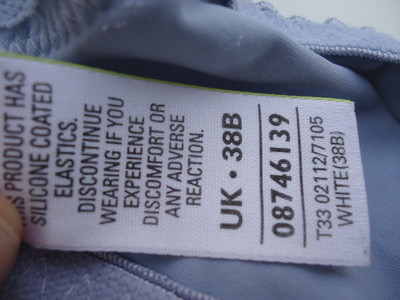 THIS PRODUCT HAS
SILICONE COATED
ELASTICS.
DISCONTINUE
WEARING IF YOU
EXPERIENCE
DISCOMFORT OR
ANY ADVERSE
REACTION.
UK · 38B
08746139
T33 02112/7105
WHITE(38B)